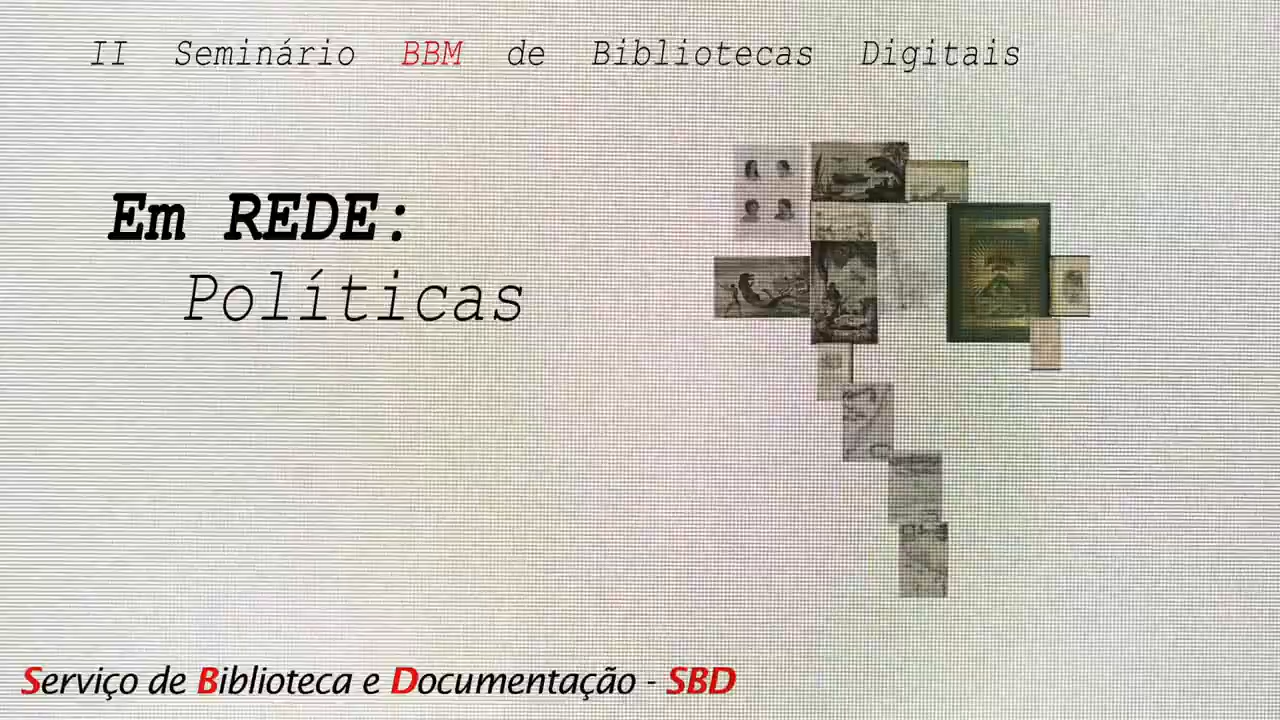 II Seminário BBM de Bibliotecas Digitais
Em REDE:
Políticas
Serviço de Biblioteca e Documentação - SBD